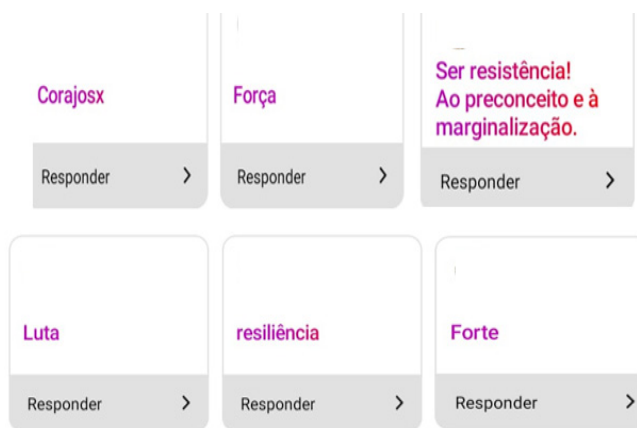 Corajosx
Responder
Força
Responder
Ser resistência!
Ao preconceito e à
marginalização.
Responder
Luta
Responder
resiliência
Responder
Forte
Responder